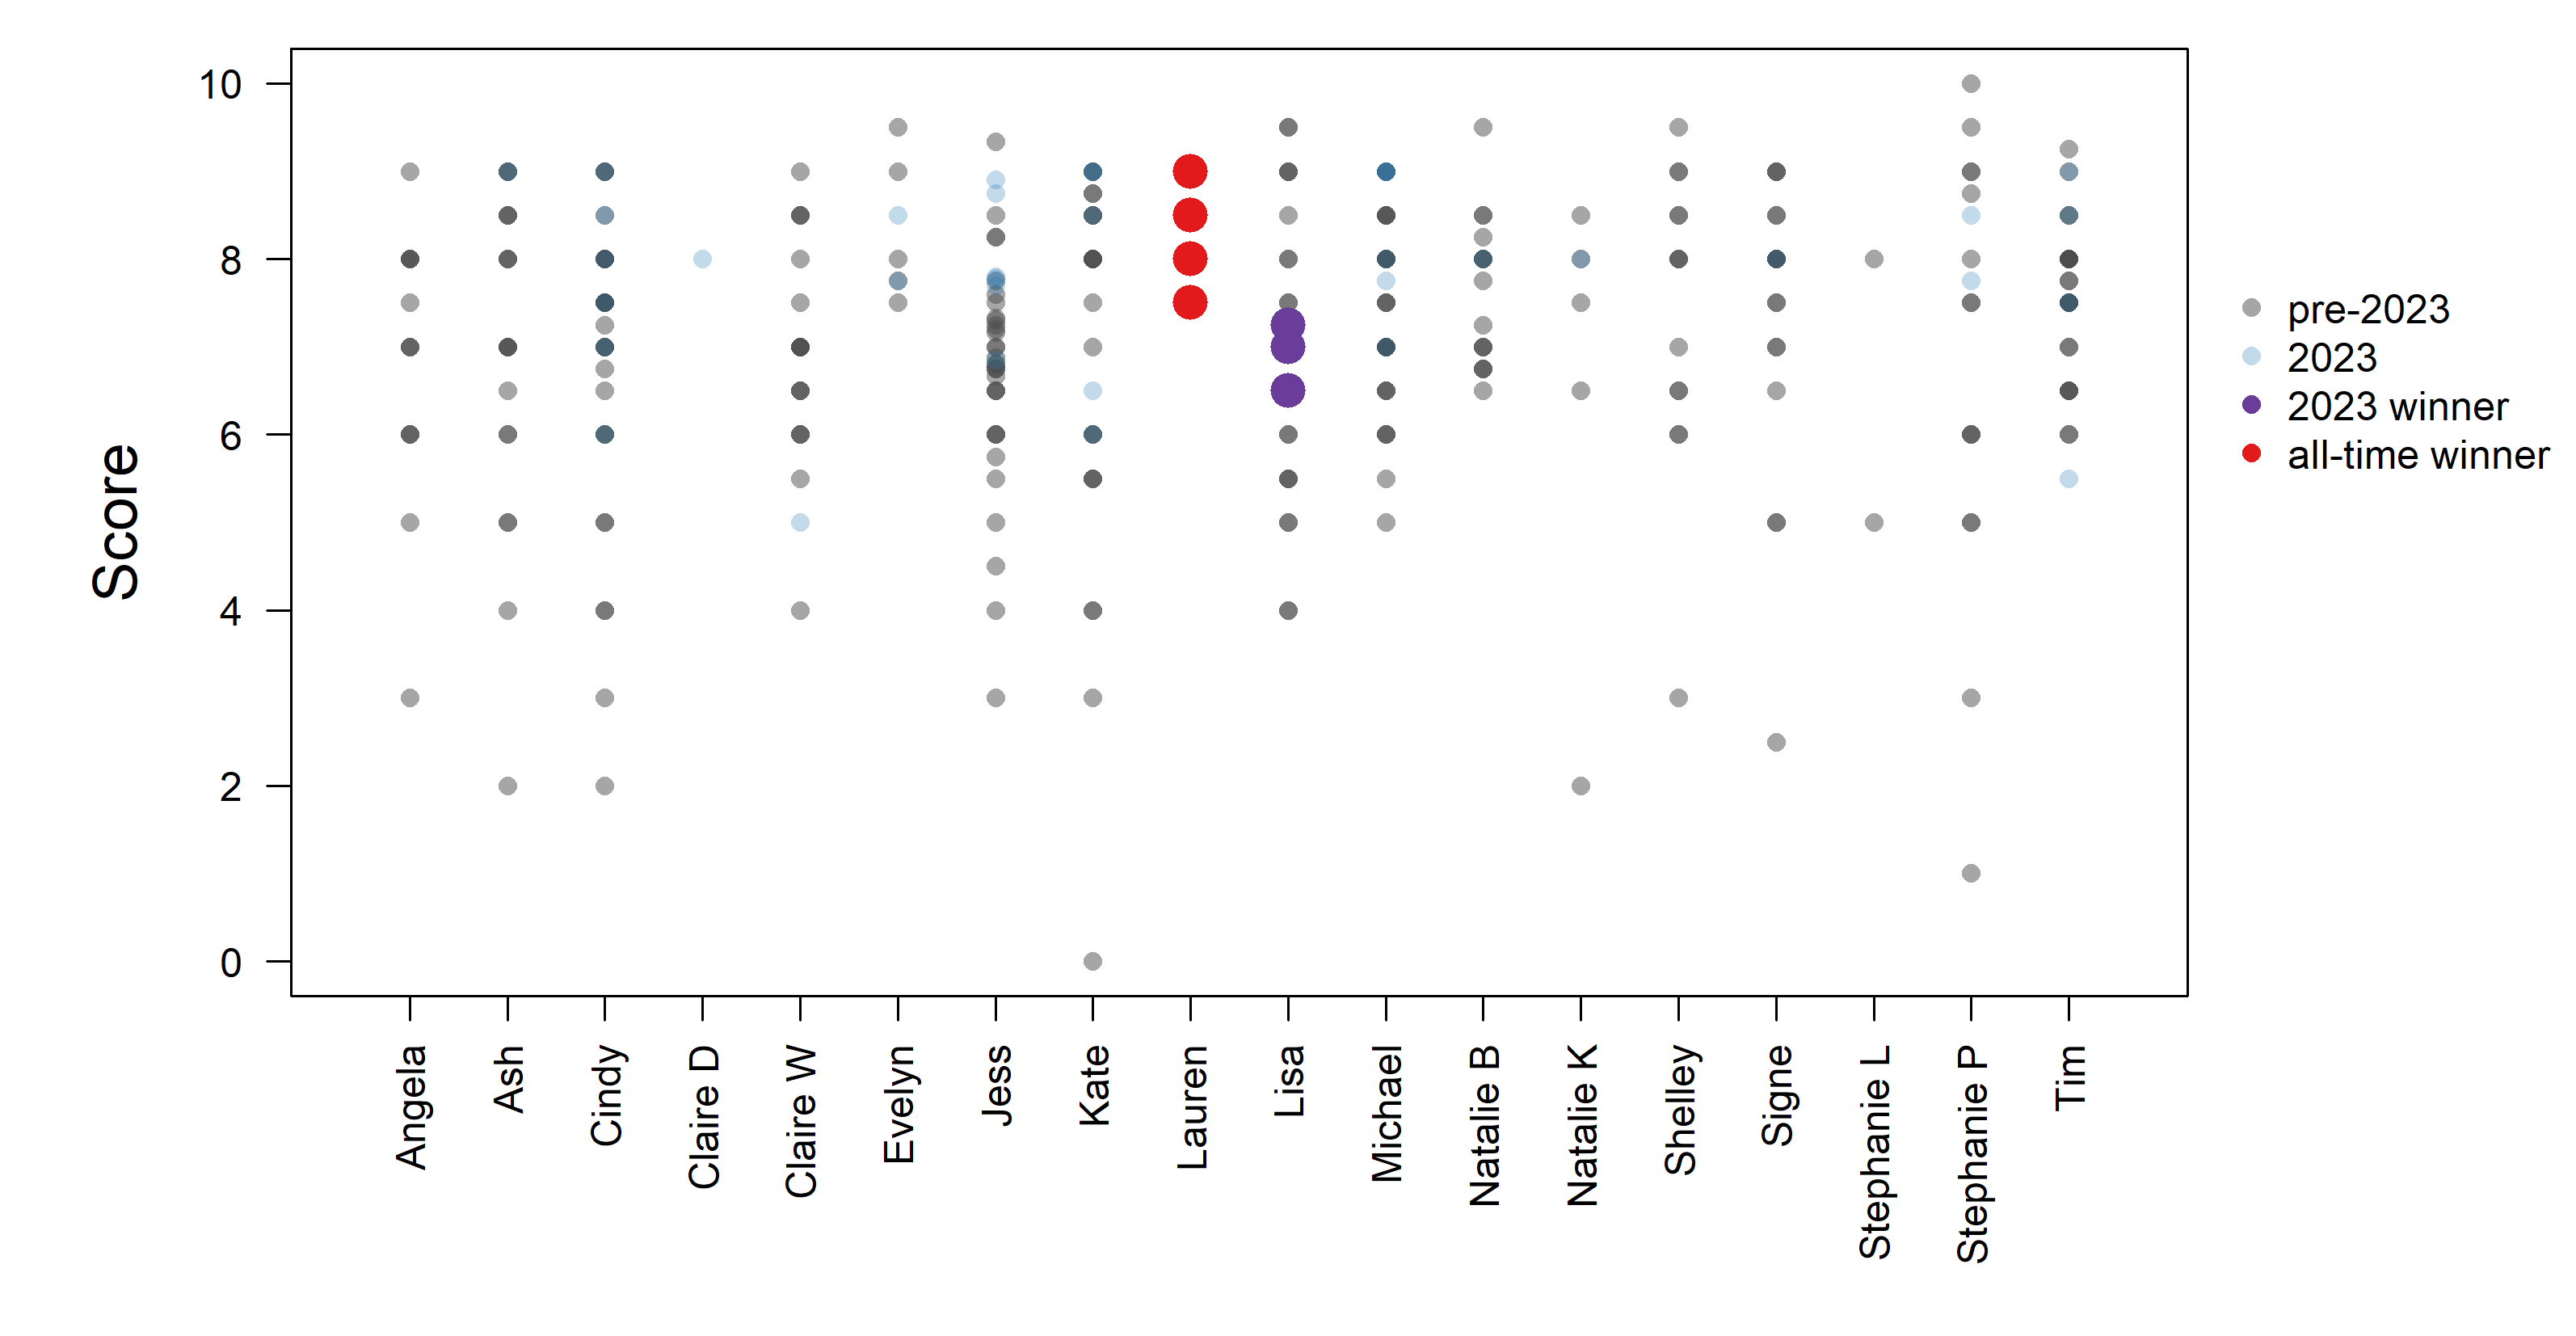 Score
10
8
6
4
2
0
Angela
Ash
Cindy
Claire D
Claire W
Evelyn
Jess
Kate
Lauren
Lisa
Michael
Natalie B
Natalie K
Shelley
Signe
Stephanie L
Stephanie P
Tim
pre-2023
2023
2023 winner
all-time winner